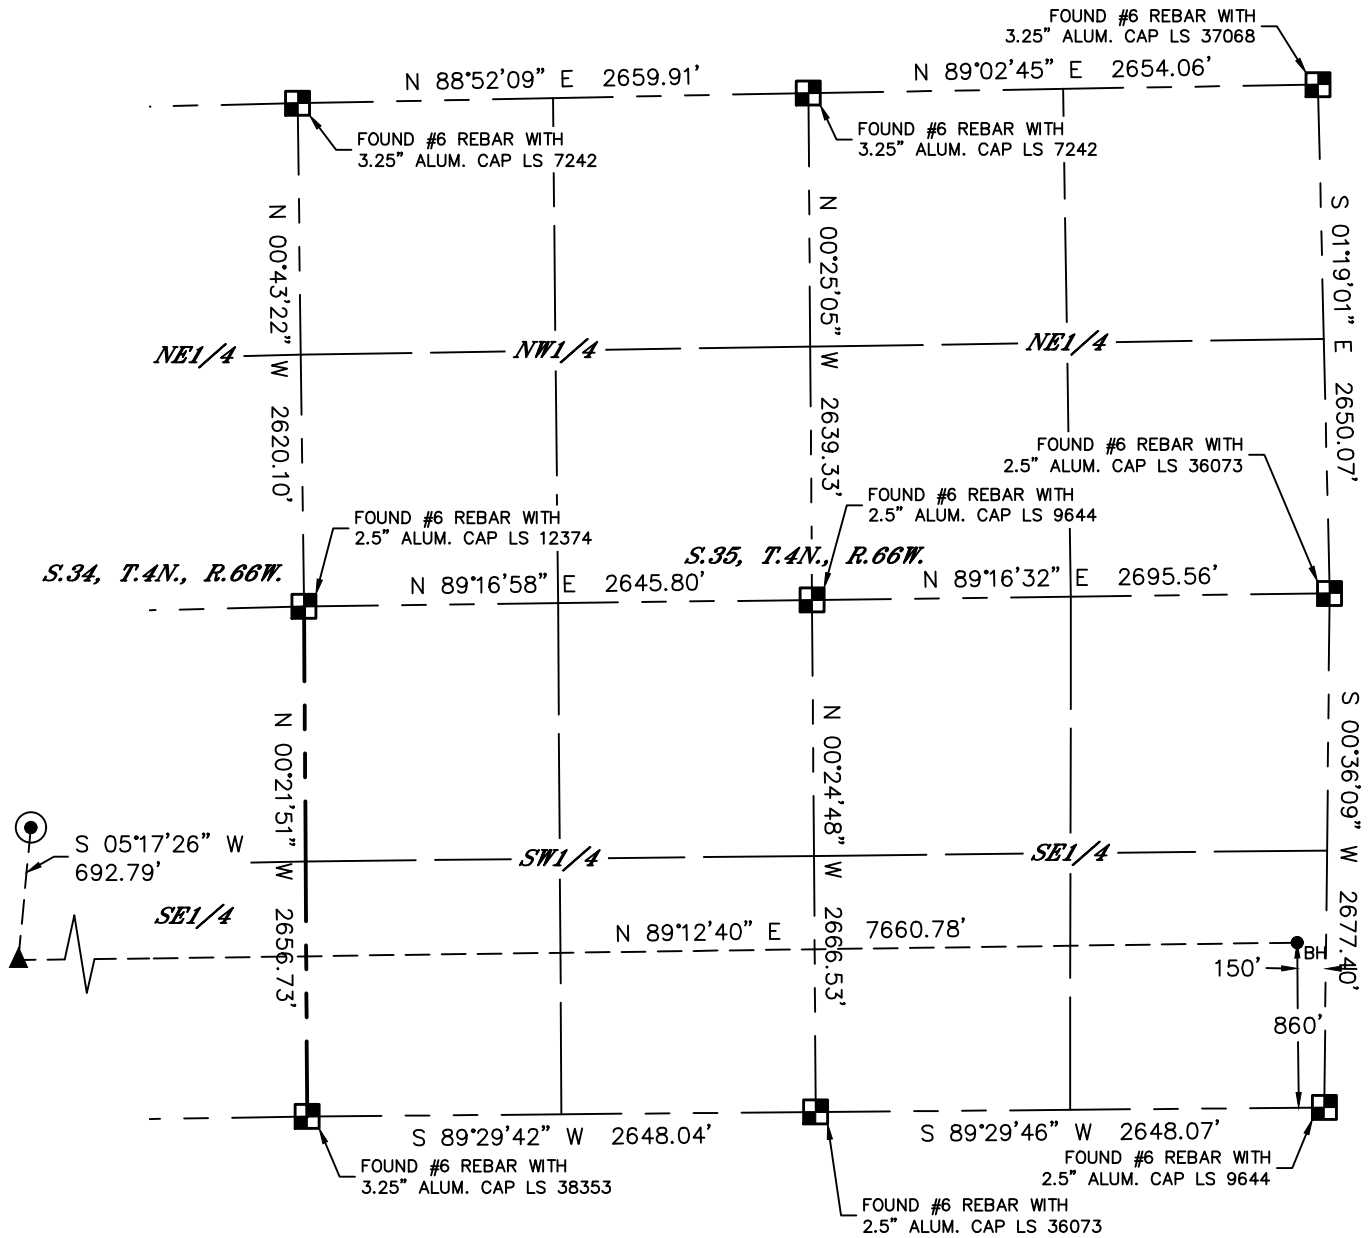 FOUND #6 REBAR WITH
3.25" ALUM. CAP LS 37068
N 88°52'09" E 2659.91'
N 89°02'45" E 2654.06'
FOUND #6 REBAR WITH
3.25" ALUM. CAP LS 7242
FOUND #6 REBAR WITH
3.25" ALUM. CAP LS 7242
N 00°43'22" W 2620.10'
N 00°25'05" W 2639.33'
S 01°19'01" E 2650.07'
NE1/4
NW1/4
NE1/4
FOUND #6 REBAR WITH
2.5" ALUM. CAP LS 36073
FOUND #6 REBAR WITH
2.5" ALUM. CAP LS 9644
FOUND #6 REBAR WITH
2.5" ALUM. CAP LS 12374
S.34, T.4N., R.66W.
S.35, T.4N., R.66W.
N 89°16'58" E 2645.80'
N 89°16'32" E 2695.56'
N 00°21'51" W 2656.73'
N 00°24'48" W 2666.53'
S 00°36'09" W 2677.40'
S 05°17'26" W
692.79'
SW1/4
SE1/4
SE1/4
N 89°12'40" E 7660.78'
BH
150'
860'
S 89°29'42" W 2648.04'
S 89°29'46" W 2648.07'
FOUND #6 REBAR WITH
3.25" ALUM. CAP LS 38353
FOUND #6 REBAR WITH
2.5" ALUM. CAP LS 9644
FOUND #6 REBAR WITH
2.5" ALUM. CAP LS 36073